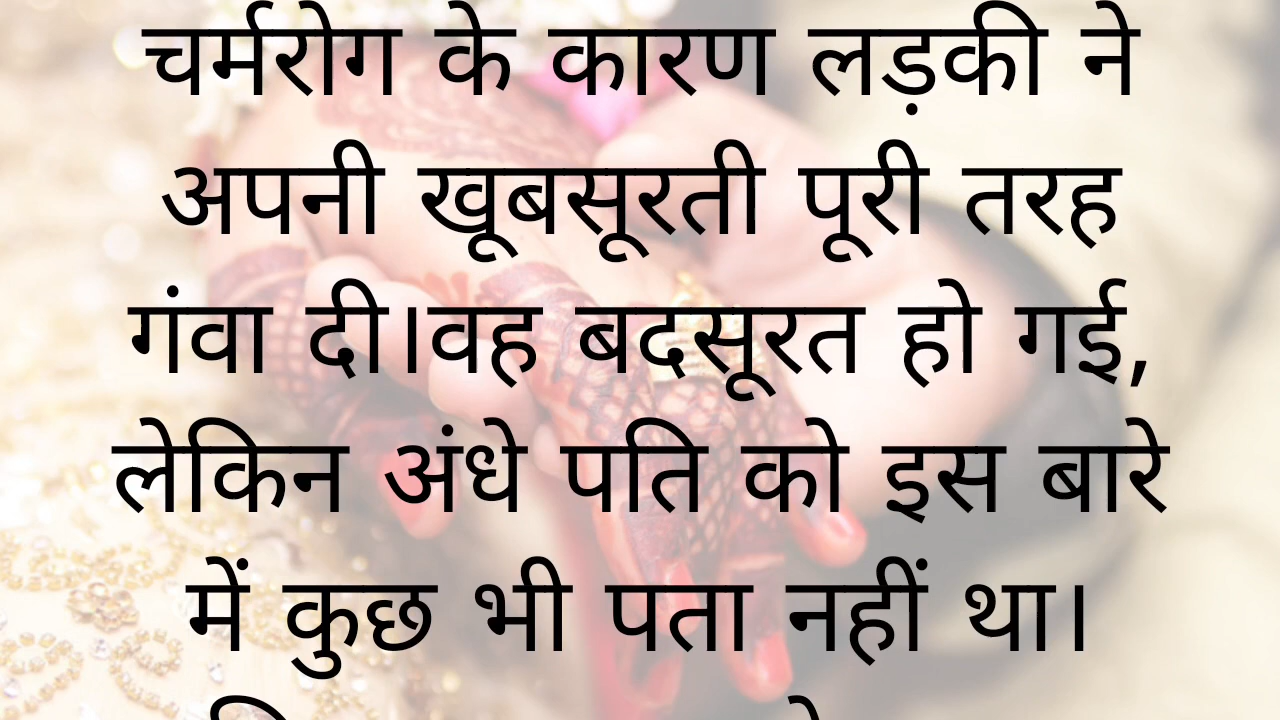 चर्मरोग के कारण लड़की ने
अपनी खूबसूरती पूरी तरह
गंवा दी।वह बदसूरत हो गई,
लेकिन अंधे पति को इस बारे
में कुछ भी पता नहीं था।